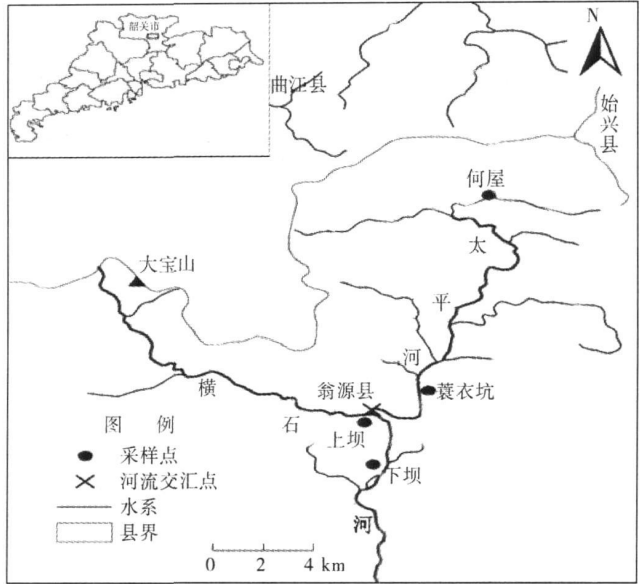 韶关市
N
曲江县
始兴县
何屋
太平河
大宝山
横石河
翁源县
蓑衣坑
上坝
下坝
图 例
采样点
河流交汇点
水系
县界
0 2 4 km